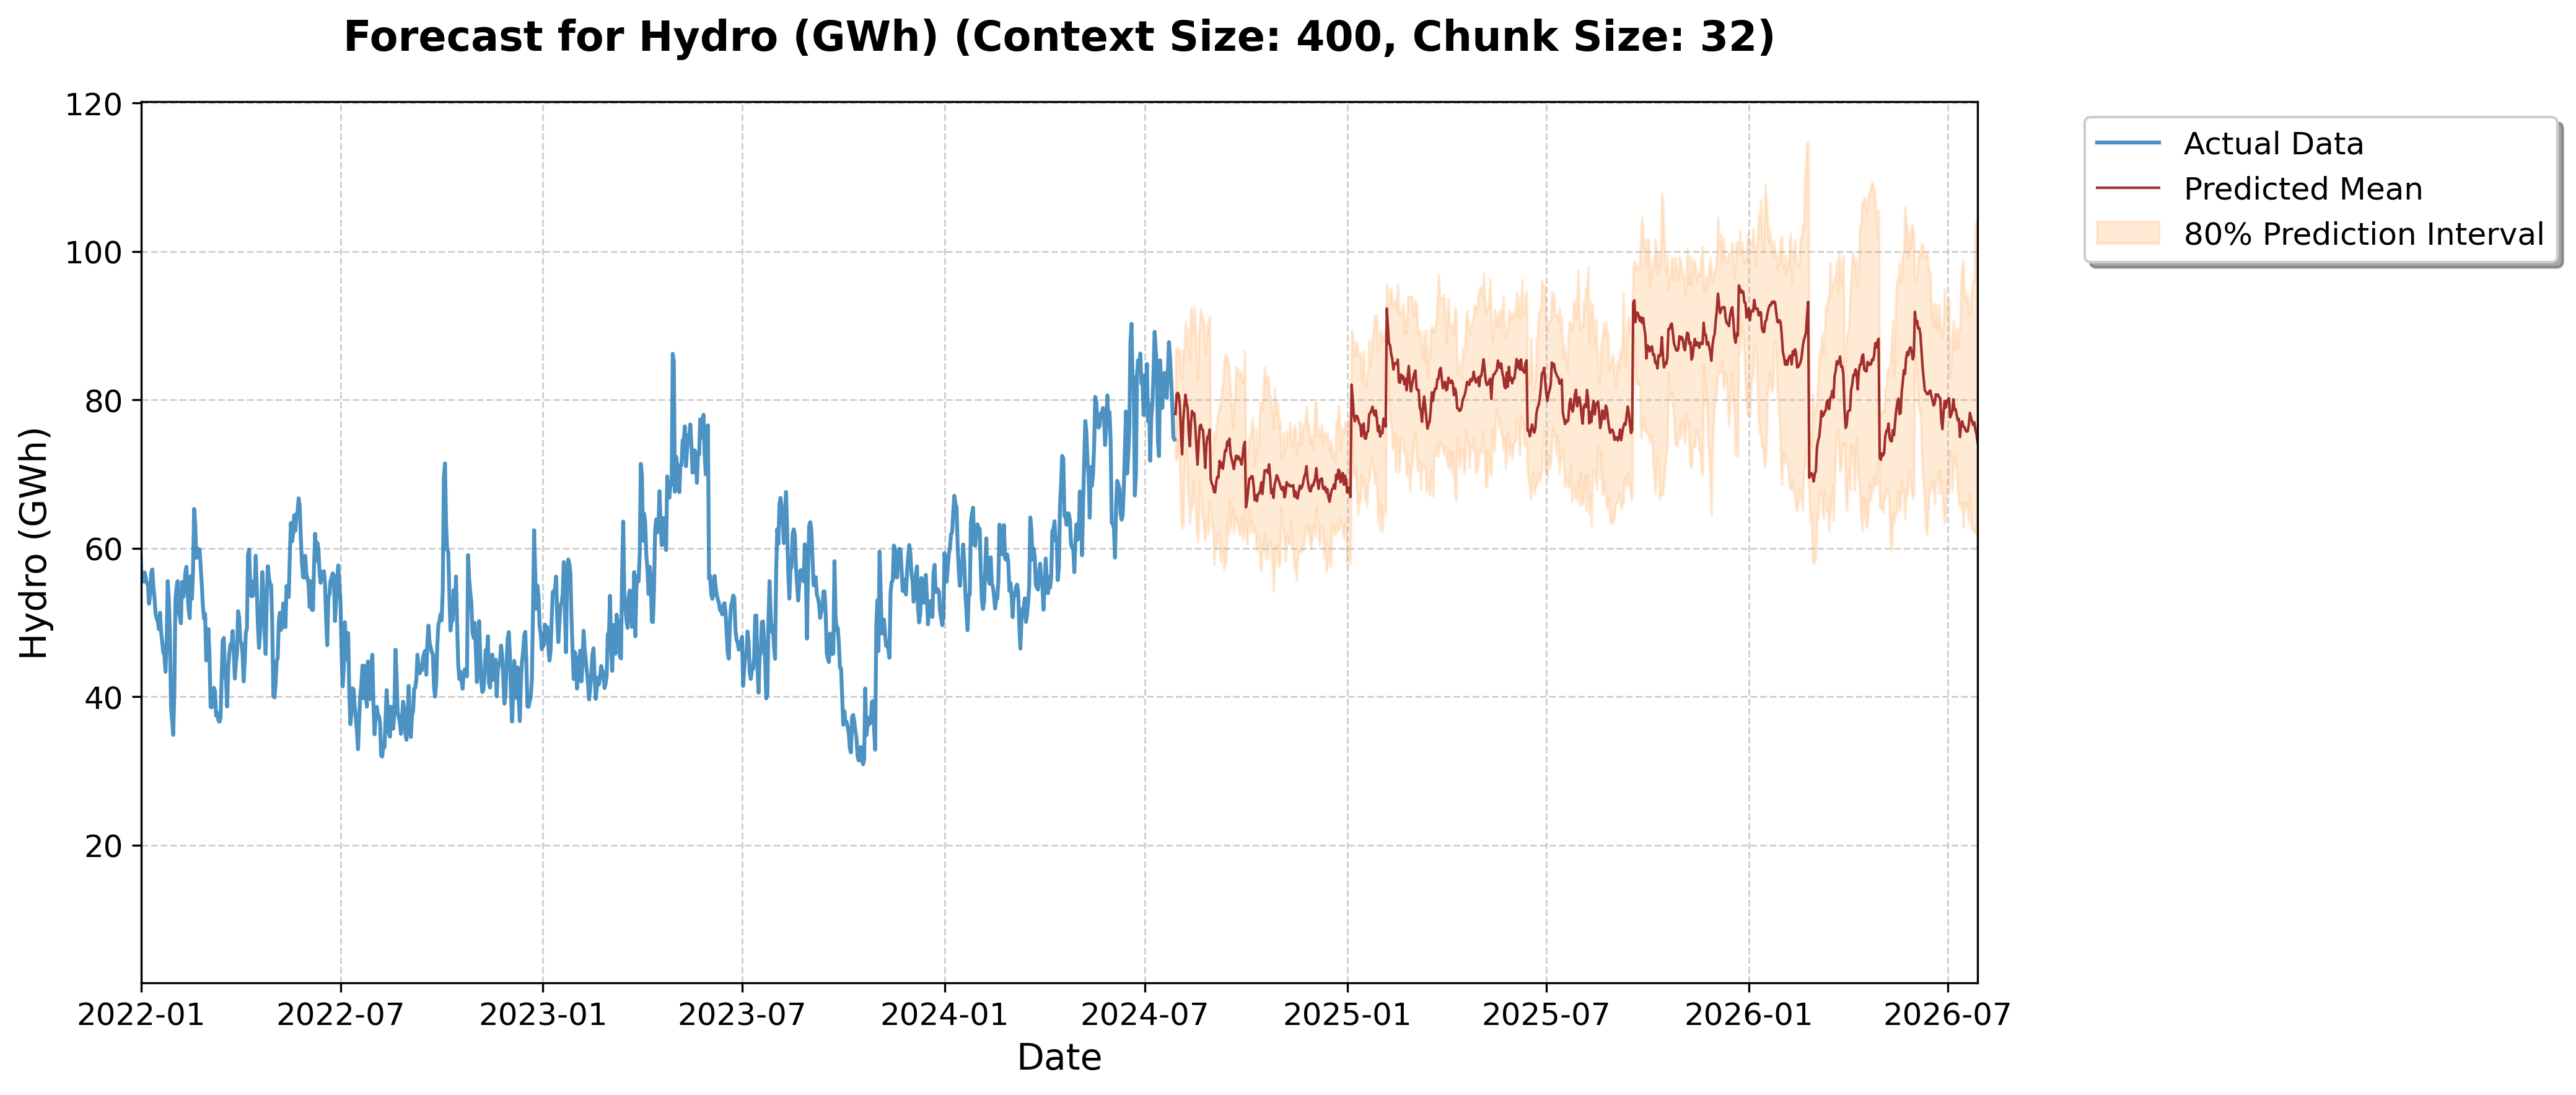 Forecast for Hydro (GWh) (Context Size: 400, Chunk Size: 32)
Actual Data
Predicted Mean
80% Prediction Interval
Hydro (GWh)
120
100
80
60
40
20
2022-01 2022-07 2023-01 2023-07 2024-01 2024-07 2025-01 2025-07 2026-01 2026-07
Date